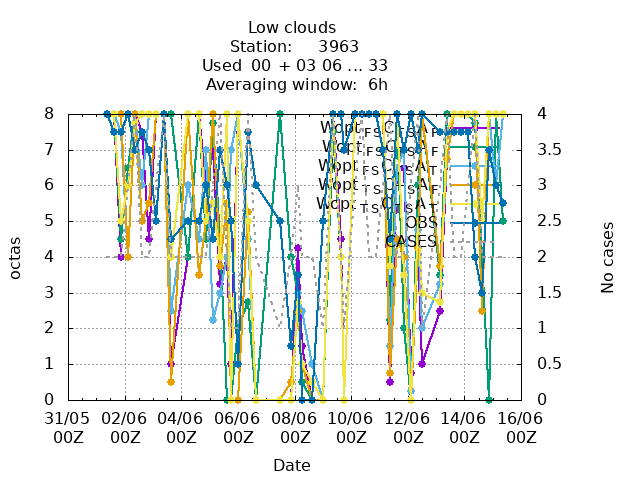 Low clouds
Station: 3963
Used 00 + 03 06 ... 33
Averaging window: 6h
8
7
6
5
4
3
2
1
0
octas
4
3.5
3
2.5
2
1.5
1
0.5
0
No cases
OBS
CASES
31/05 02/06 04/06 06/06 08/06 10/06 12/06 14/06 16/06
00Z 00Z 00Z 00Z 00Z 00Z 00Z 00Z 00Z
Date